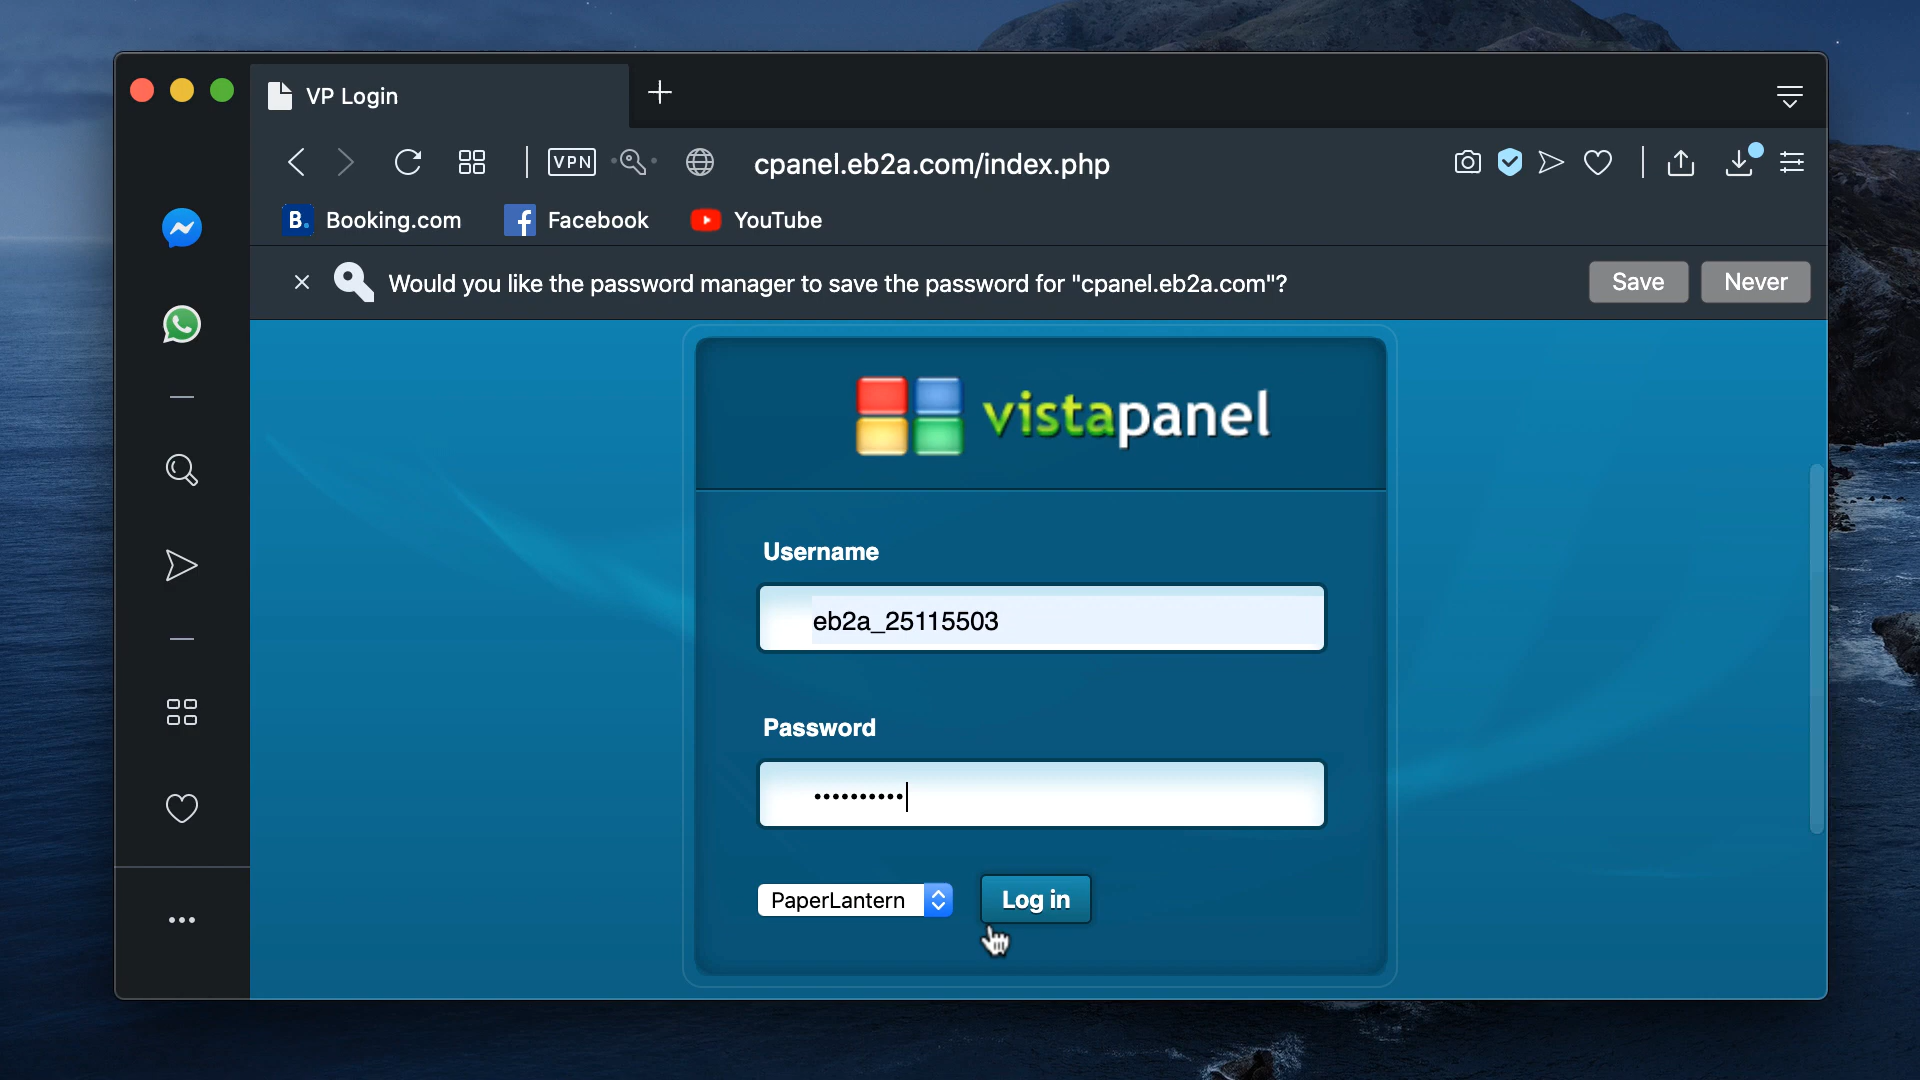 VP Login
VPN
cpanel.eb2a.com/index.php
B. Booking.com
Facebook
YouTube
Would you like the password manager to save the password for "cpanel.eb2a.com"?
Save
Never
vistapanel
Username
eb2a_25115503
Password
••••••••••
PaperLantern
Log in